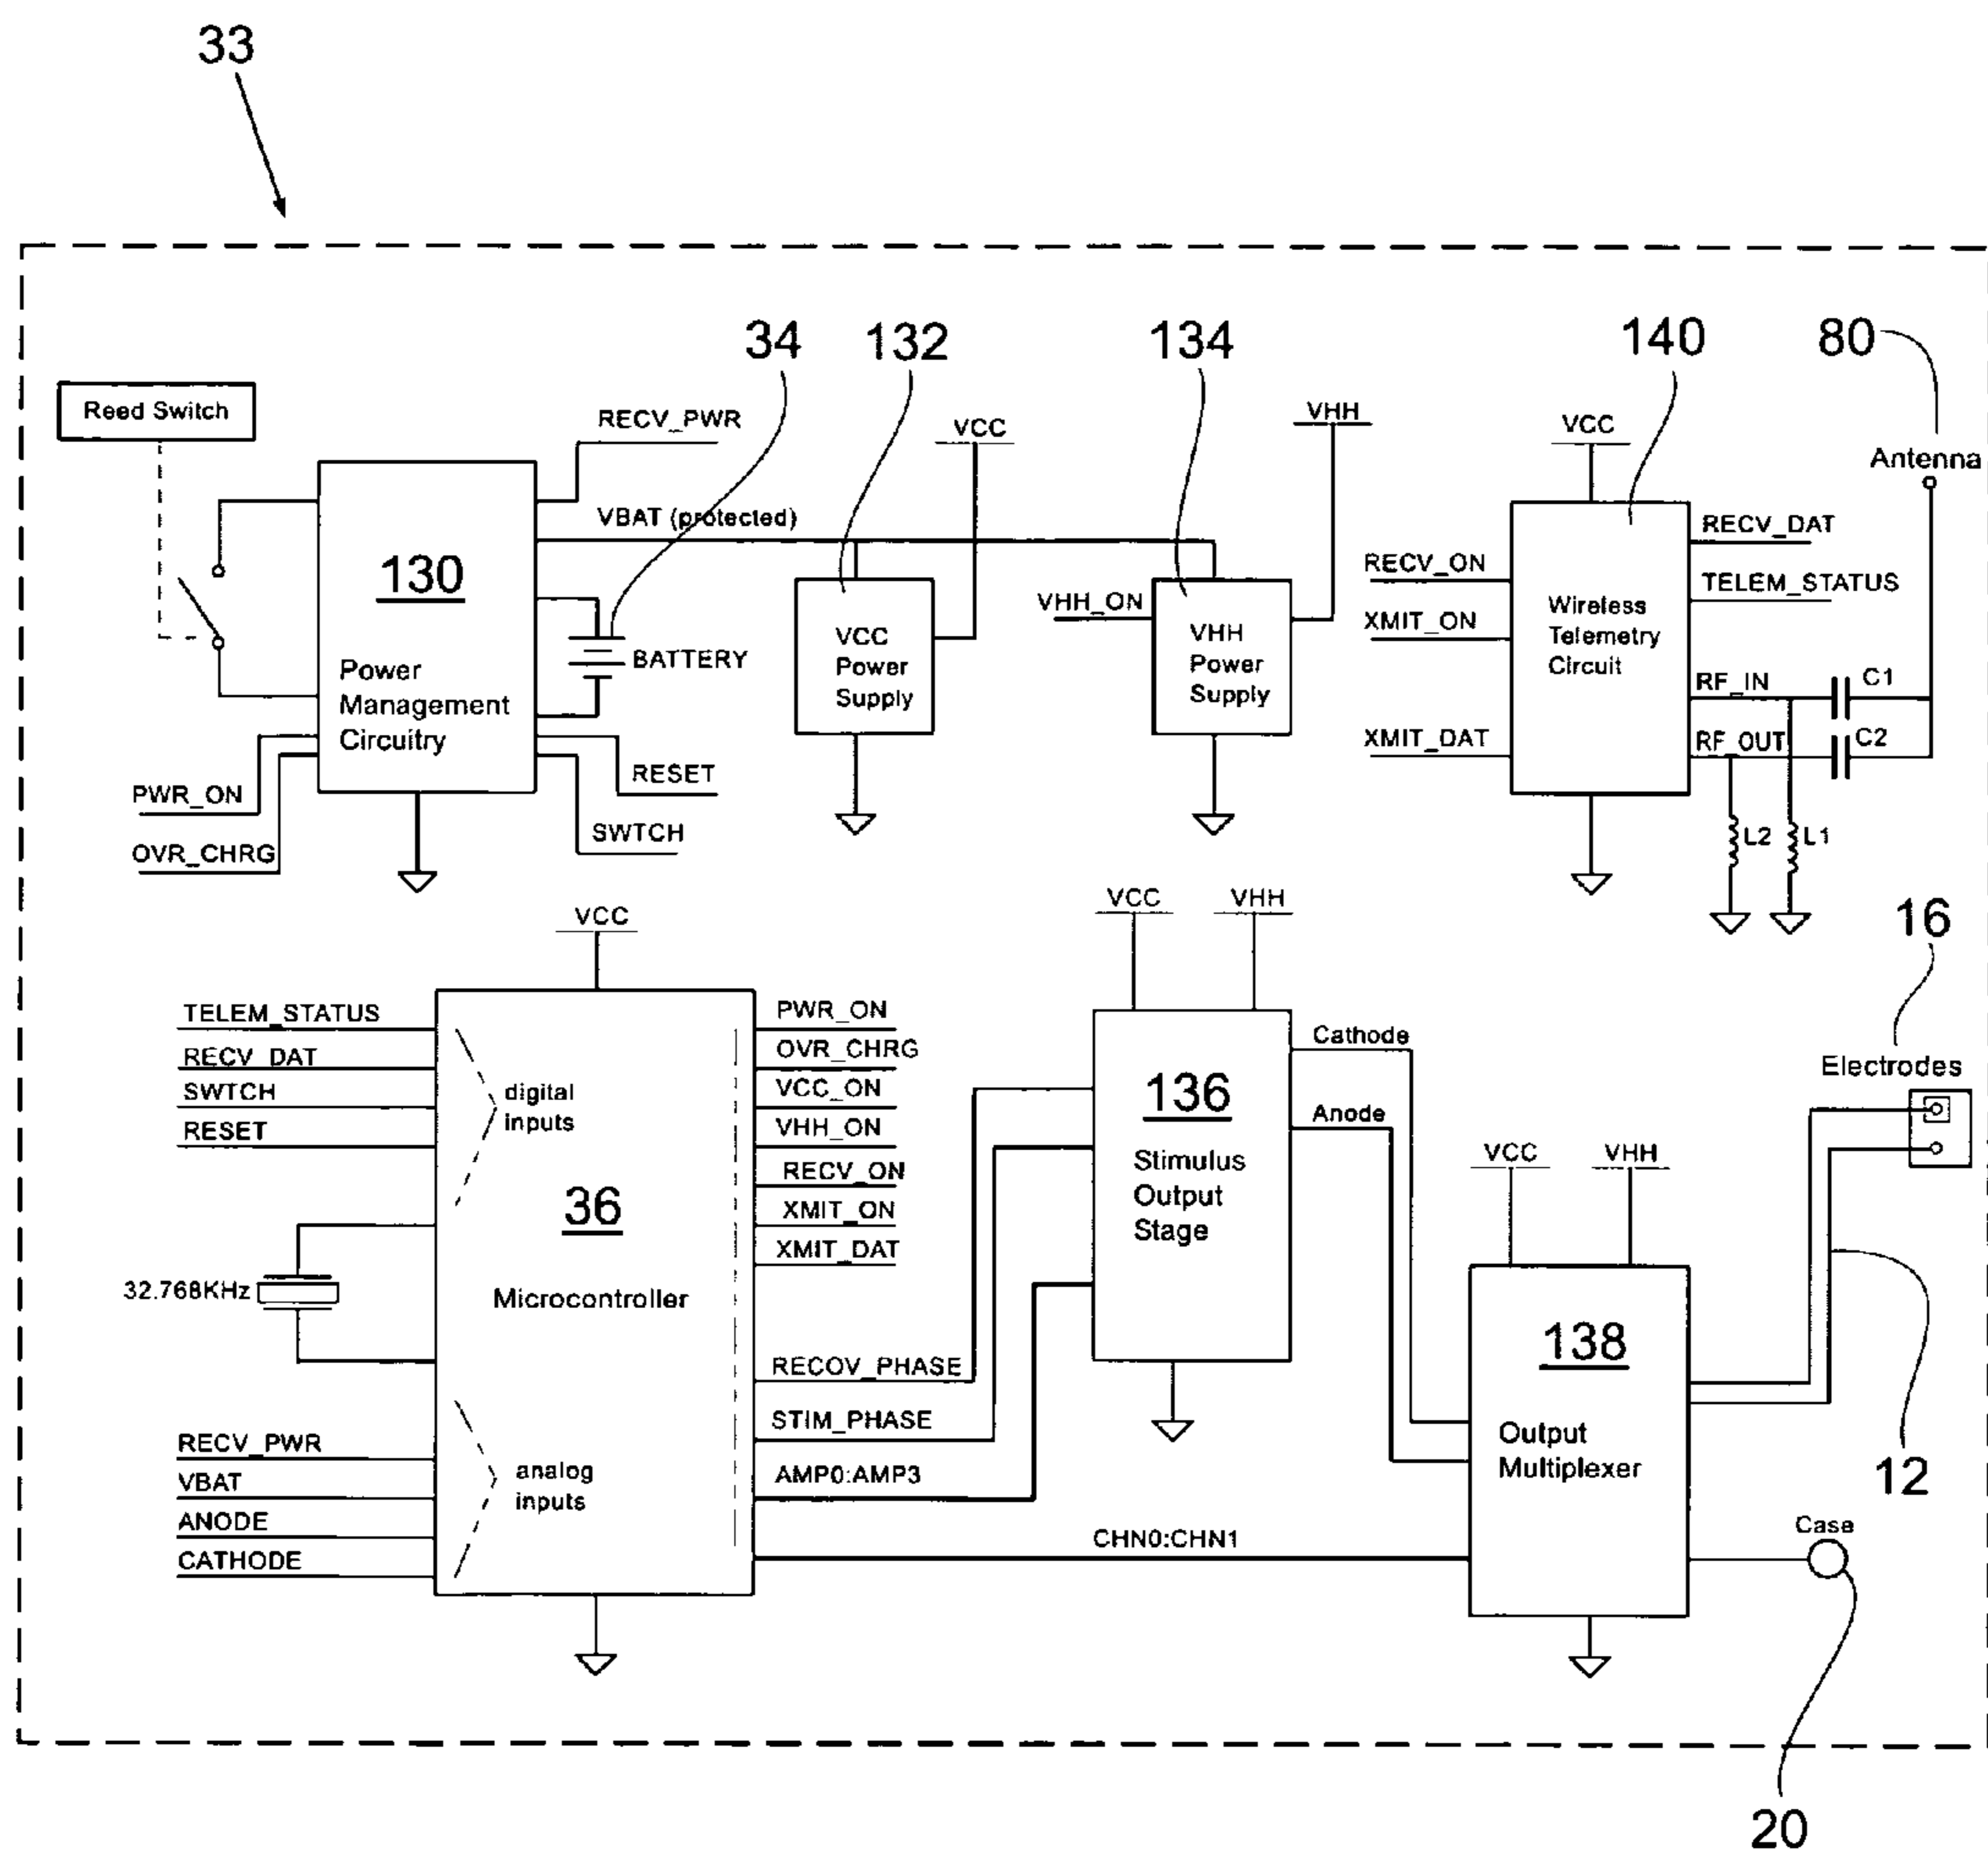 33
34
132
134
140
80
Reed Switch
RECV_PWR
VCC
VHH
VCC
Antenna
VBAT (protected)
130
Power
Management
Circuitry
BATTERY
VCC
Power
Supply
VHH_ON
VHH
Power
Supply
RECV_ON
XMIT_ON
XMIT_DAT
Wireless
Telemetry
Circuit
RECV_DAT
TELEM_STATUS
RF_IN
C1
RF_OUT
C2
L2
L1
PWR_ON
OVR_CHRG
RESET
SWTCH
VCC
TELEM_STATUS
RECV_DAT
SWTCH
RESET
digital
inputs
36
Microcontroller
32.768KHz
RECV_PWR
VBAT
ANODE
CATHODE
analog
inputs
PWR_ON
OVR_CHRG
VCC_ON
VHH_ON
RECV_ON
XMIT_ON
XMIT_DAT
RECOV_PHASE
STIM_PHASE
AMP0:AMP3
CHN0:CHN1
VCC
VHH
136
Stimulus
Output
Stage
Cathode
Anode
16
Electrodes
VCC
VHH
138
Output
Multiplexer
12
Case
20